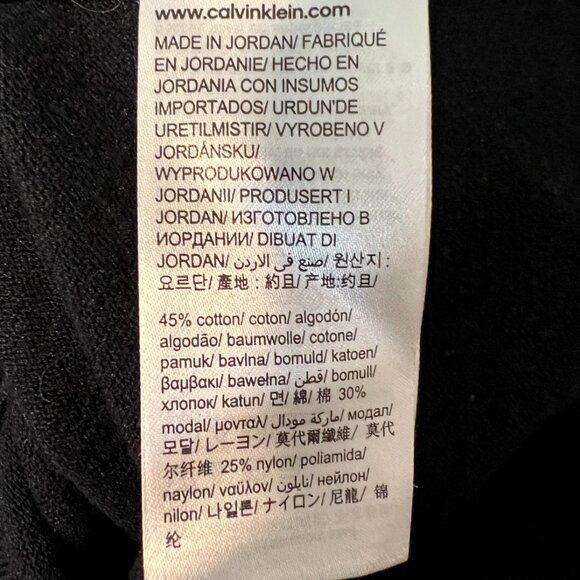 www.calvinklein.com
MADE IN JORDAN/ FABRIQUÉ
EN JORDANIE/ HECHO EN
JORDANIA CON INSUMOS
IMPORTADOS/ URDUN'DE
URETILMISTIR/ VYROBENO V
JORDÁNSKU/
WYPRODUKOWANO W
JORDANII/ PRODUSERT I
JORDAN/ ИЗГОТОВЛЕНО В
ИОРДАНИИ/ DIBUAT DI
JORDAN/ صنع في الاردن/ 원산지 :
요르단/ 產地 : 約旦/ 产地:约旦/
45% cotton/ coton/ algodón/
algodão/ baumwolle/ cotone/
pamuk/ bavlna/ bomuld/ katoen/
βαμβακι/ bawełna/ قطن/ bomull/
хлопок/ katun/ 면/ 綿/ 棉 30%
modal/ μονταλ/ ماركة مودال/ модал/
모달/ レーヨン/ 莫代爾纖維/ 莫代
尔纤维 25% nylon/ poliamida/
naylon/ ναϋλον/ نايلون/ нейлон/
nilon/ 나일론/ ナイロン/ 尼龍/ 锦
纶